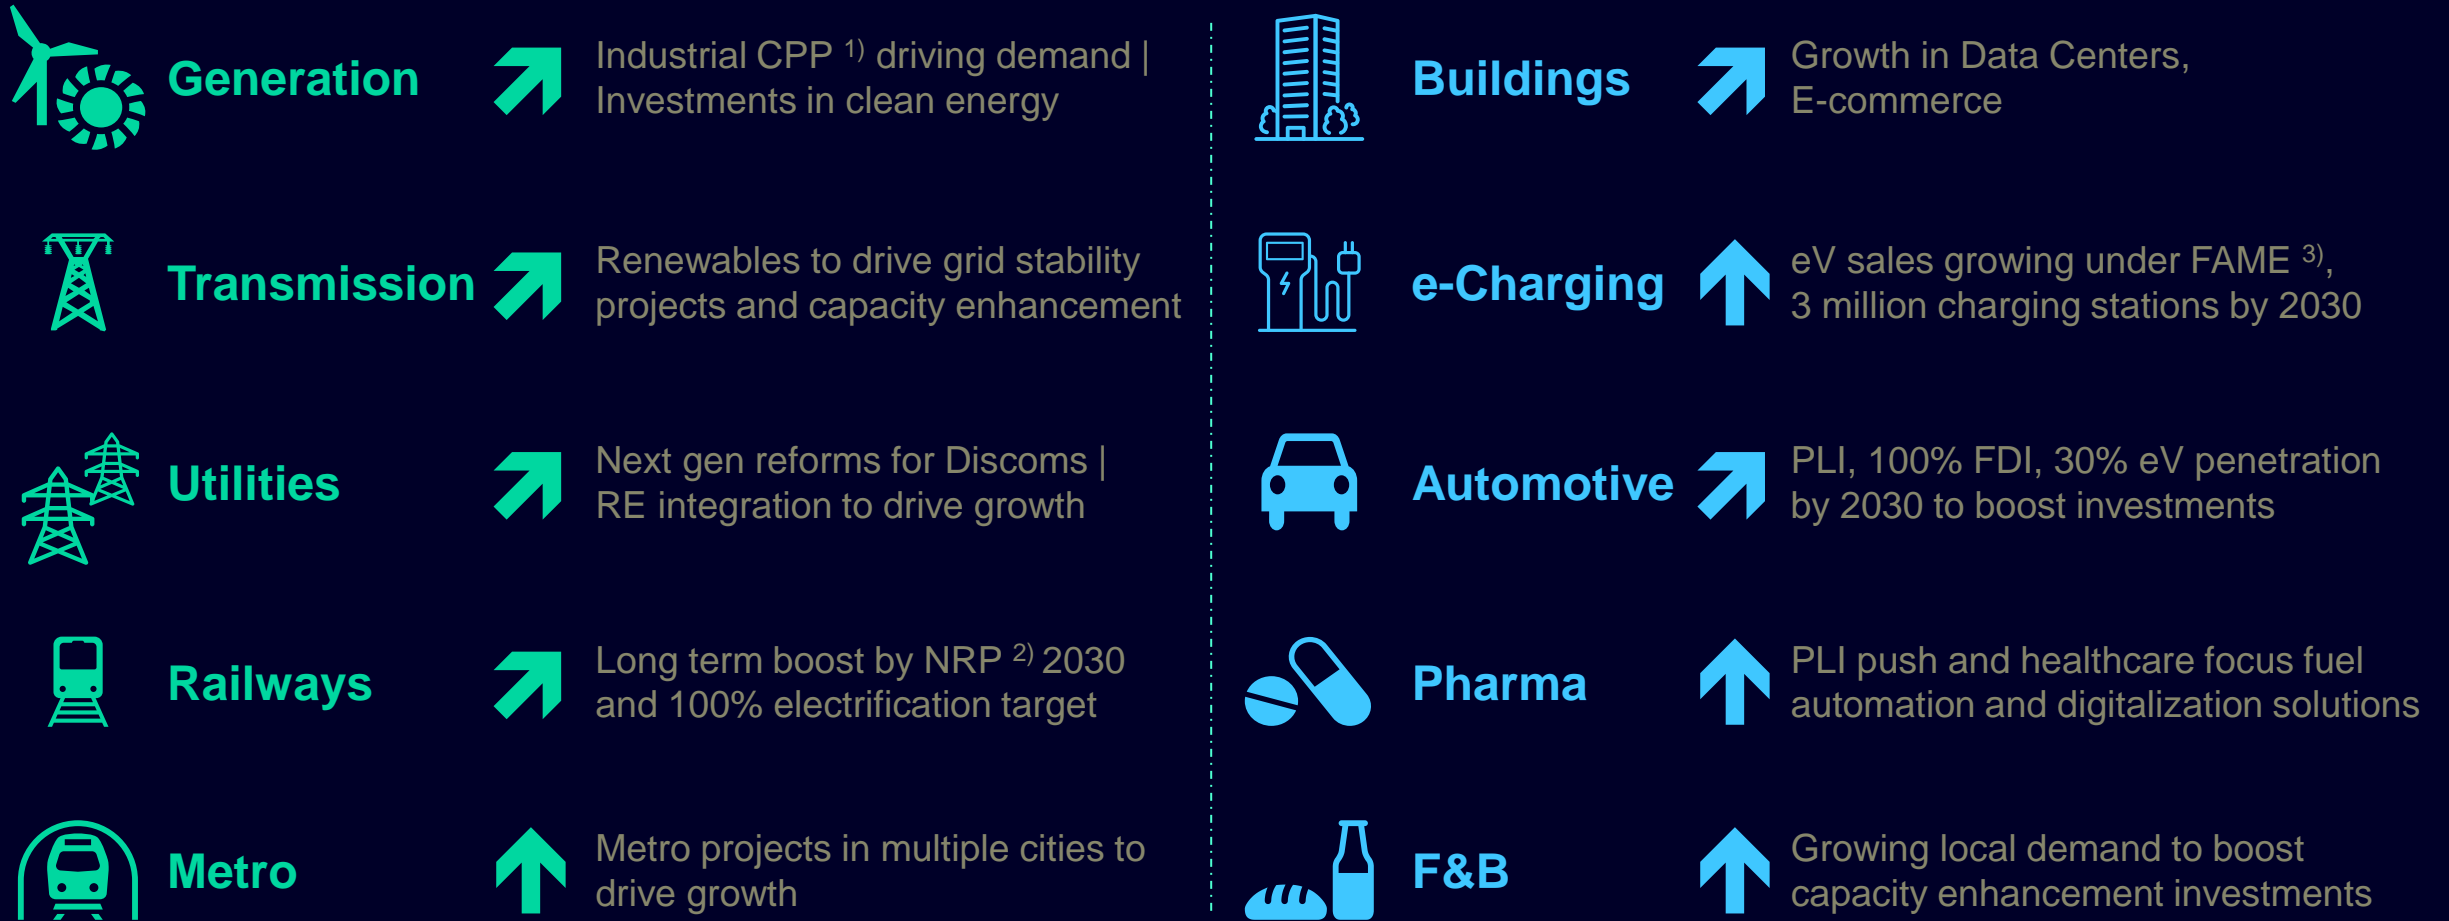 Generation
Industrial CPP 1) driving demand |
Investments in clean energy
Transmission
Renewables to drive grid stability
projects and capacity enhancement
Utilities
Next gen reforms for Discoms |
RE integration to drive growth
Railways
Long term boost by NRP 2) 2030
and 100% electrification target
Metro
Metro projects in multiple cities to
drive growth
Buildings
Growth in Data Centers,
E-commerce
e-Charging
eV sales growing under FAME 3),
3 million charging stations by 2030
Automotive
PLI, 100% FDI, 30% eV penetration
by 2030 to boost investments
Pharma
PLI push and healthcare focus fuel
automation and digitalization solutions
F&B
Growing local demand to boost
capacity enhancement investments